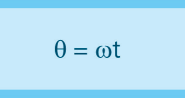 θ = ωt